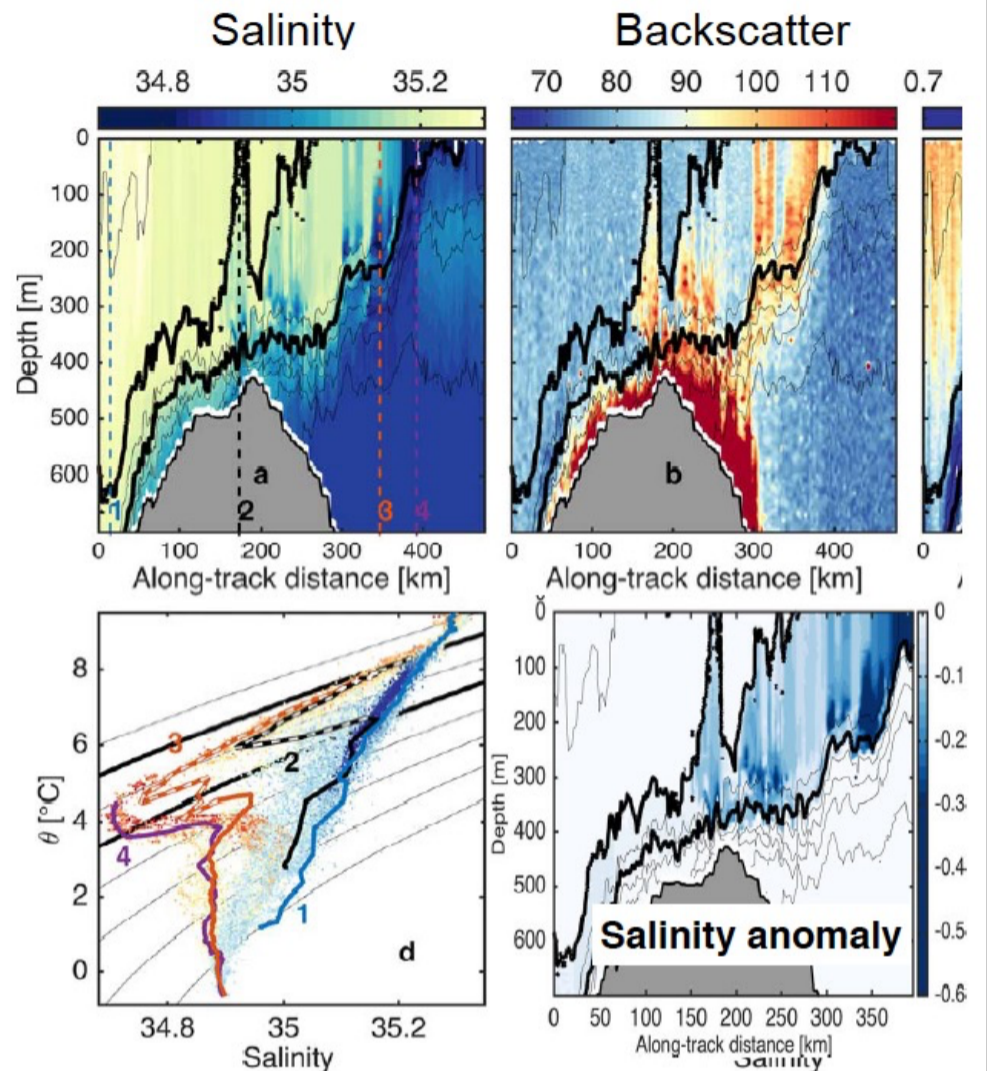 Salinity Backscatter
34.8 35 35.2 70 80 90 100 110 0.7
0
100
200
300
400
500
600
Depth [m]
a
b
1 2 3 4
0 100 200 300 400 0 100 200 300 400 0
Along-track distance [km] Along-track distance [km]
8
6
4
2
0
θ [°C]
3
2
4
1
d
34.8 35 35.2
Salinity
0
100
200
300
400
500
600
Depth [m]
Salinity anomaly
0
-0.1
-0.2
-0.3
-0.4
-0.5
-0.6
0 50 100 150 200 250 300 350
Along-track distance [km]